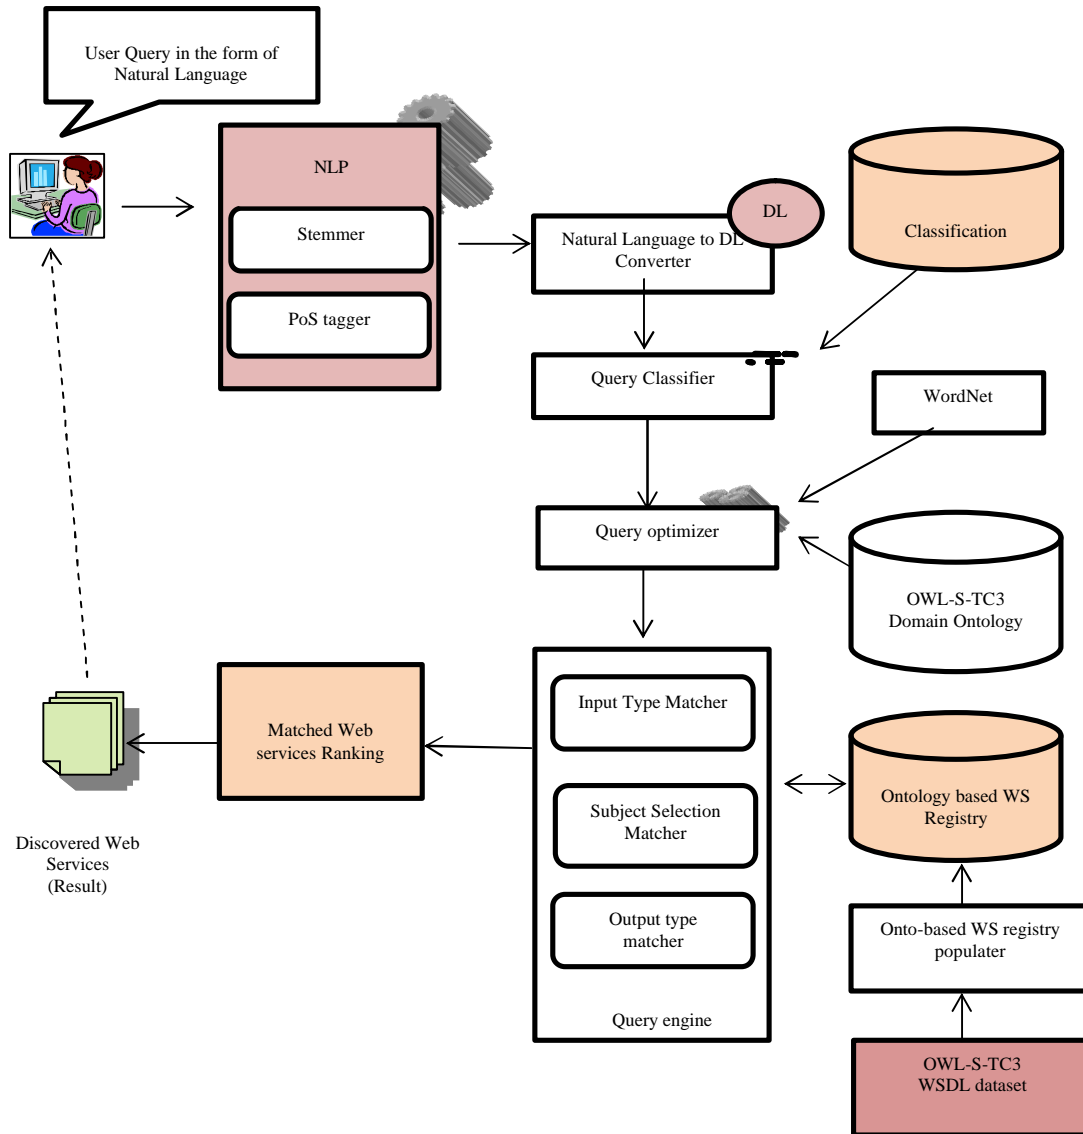 User Query in the form of
Natural Language
NLP
Stemmer
PoS tagger
DL
Natural Language to DL
Converter
Classification
Query Classifier
WordNet
Query optimizer
OWL-S-TC3
Domain Ontology
Input Type Matcher
Subject Selection
Matcher
Output type
matcher
Query engine
Matched Web
services Ranking
Discovered Web
Services
(Result)
Ontology based WS
Registry
Onto-based WS registry
populater
OWL-S-TC3
WSDL dataset